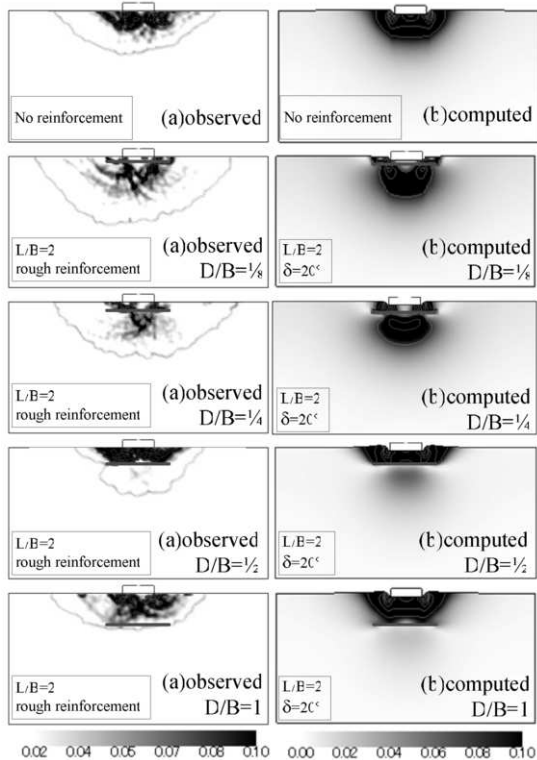 No reinforcement
(a)observed
No reinforcement
(b)computed
L/B=2
rough reinforcement
(a)observed
D/B=⅛
L/B=2
δ=20°
(b)computed
D/B=⅛
L/B=2
rough reinforcement
(a)observed
D/B=¼
L/B=2
δ=20°
(b)computed
D/B=¼
L/B=2
rough reinforcement
(a)observed
D/B=½
L/B=2
δ=20°
(b)computed
D/B=½
L/B=2
rough reinforcement
(a)observed
D/B=1
L/B=2
δ=20°
(b)computed
D/B=1
0.02 0.04 0.06 0.08 0.10
0.00 0.02 0.04 0.06 0.08 0.10